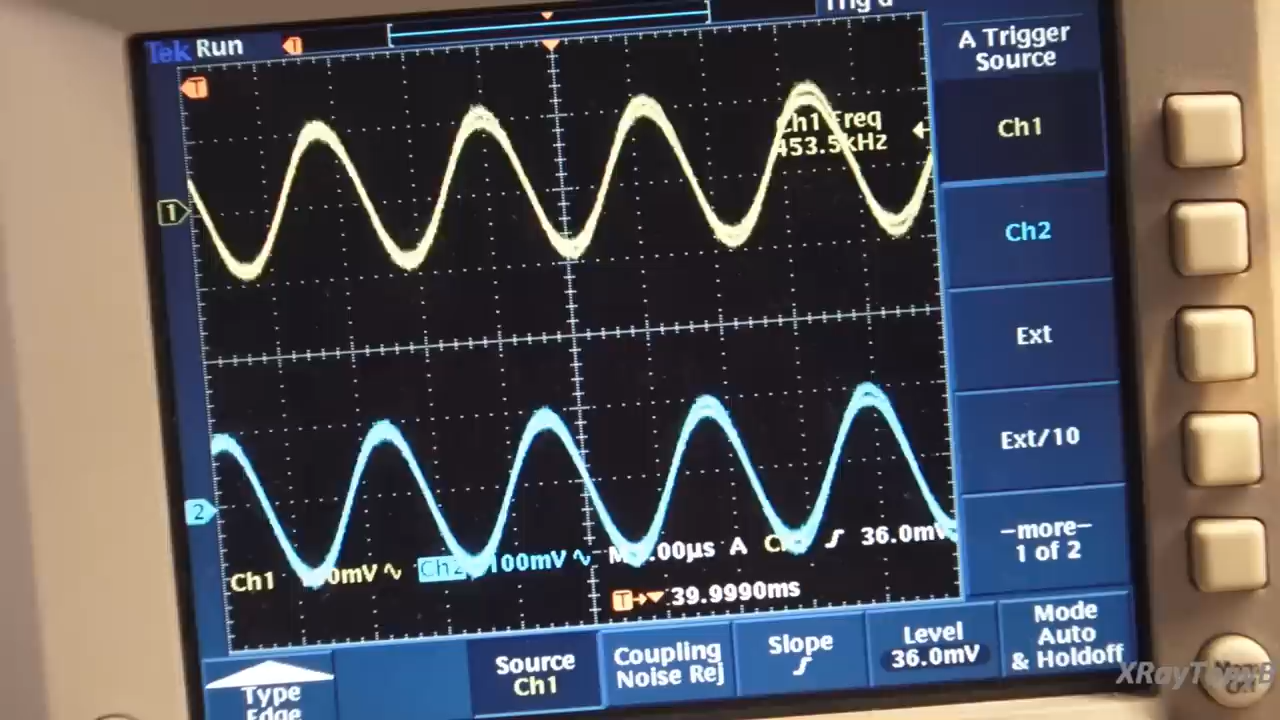 Tek Run
Trig'd
A Trigger
Source
Ch1 Freq
453.5kHz
Ch1
Ch2
Ext
Ext/10
-more-
1 of 2
1
2
Ch1
Ch2 100mV
A
36.0mV
39.9990ms
Type
Edge
Source
Ch1
Coupling
Noise Rej
Slope
Level
36.0mV
Mode
Auto
& Holdoff